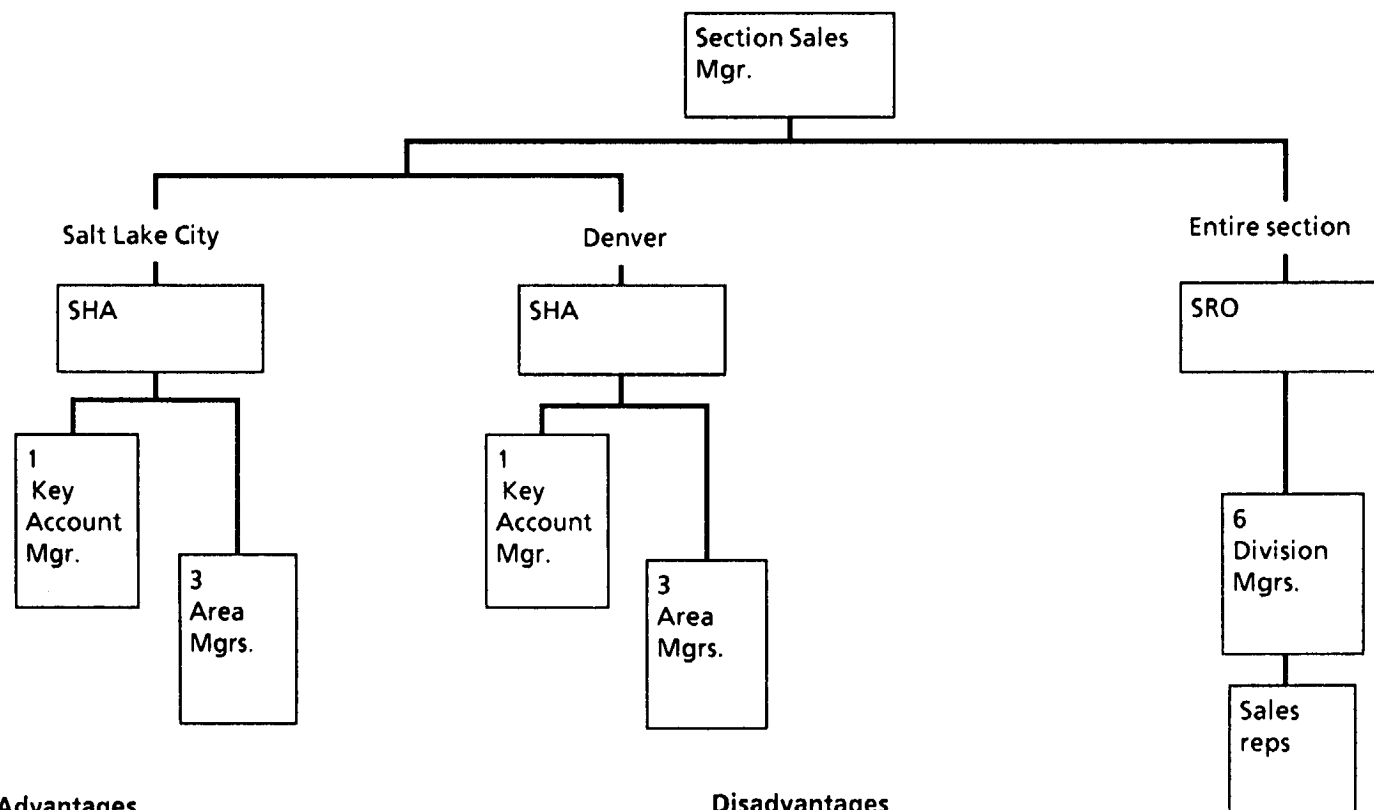 Section Sales
Mgr.
Salt Lake City
Denver
Entire section
SHA
SHA
SRO
1
Key
Account
Mgr.
3
Area
Mgrs.
1
Key
Account
Mgr.
3
Area
Mgrs.
6
Division
Mgrs.
Sales
reps
Advantages
Disadvantages